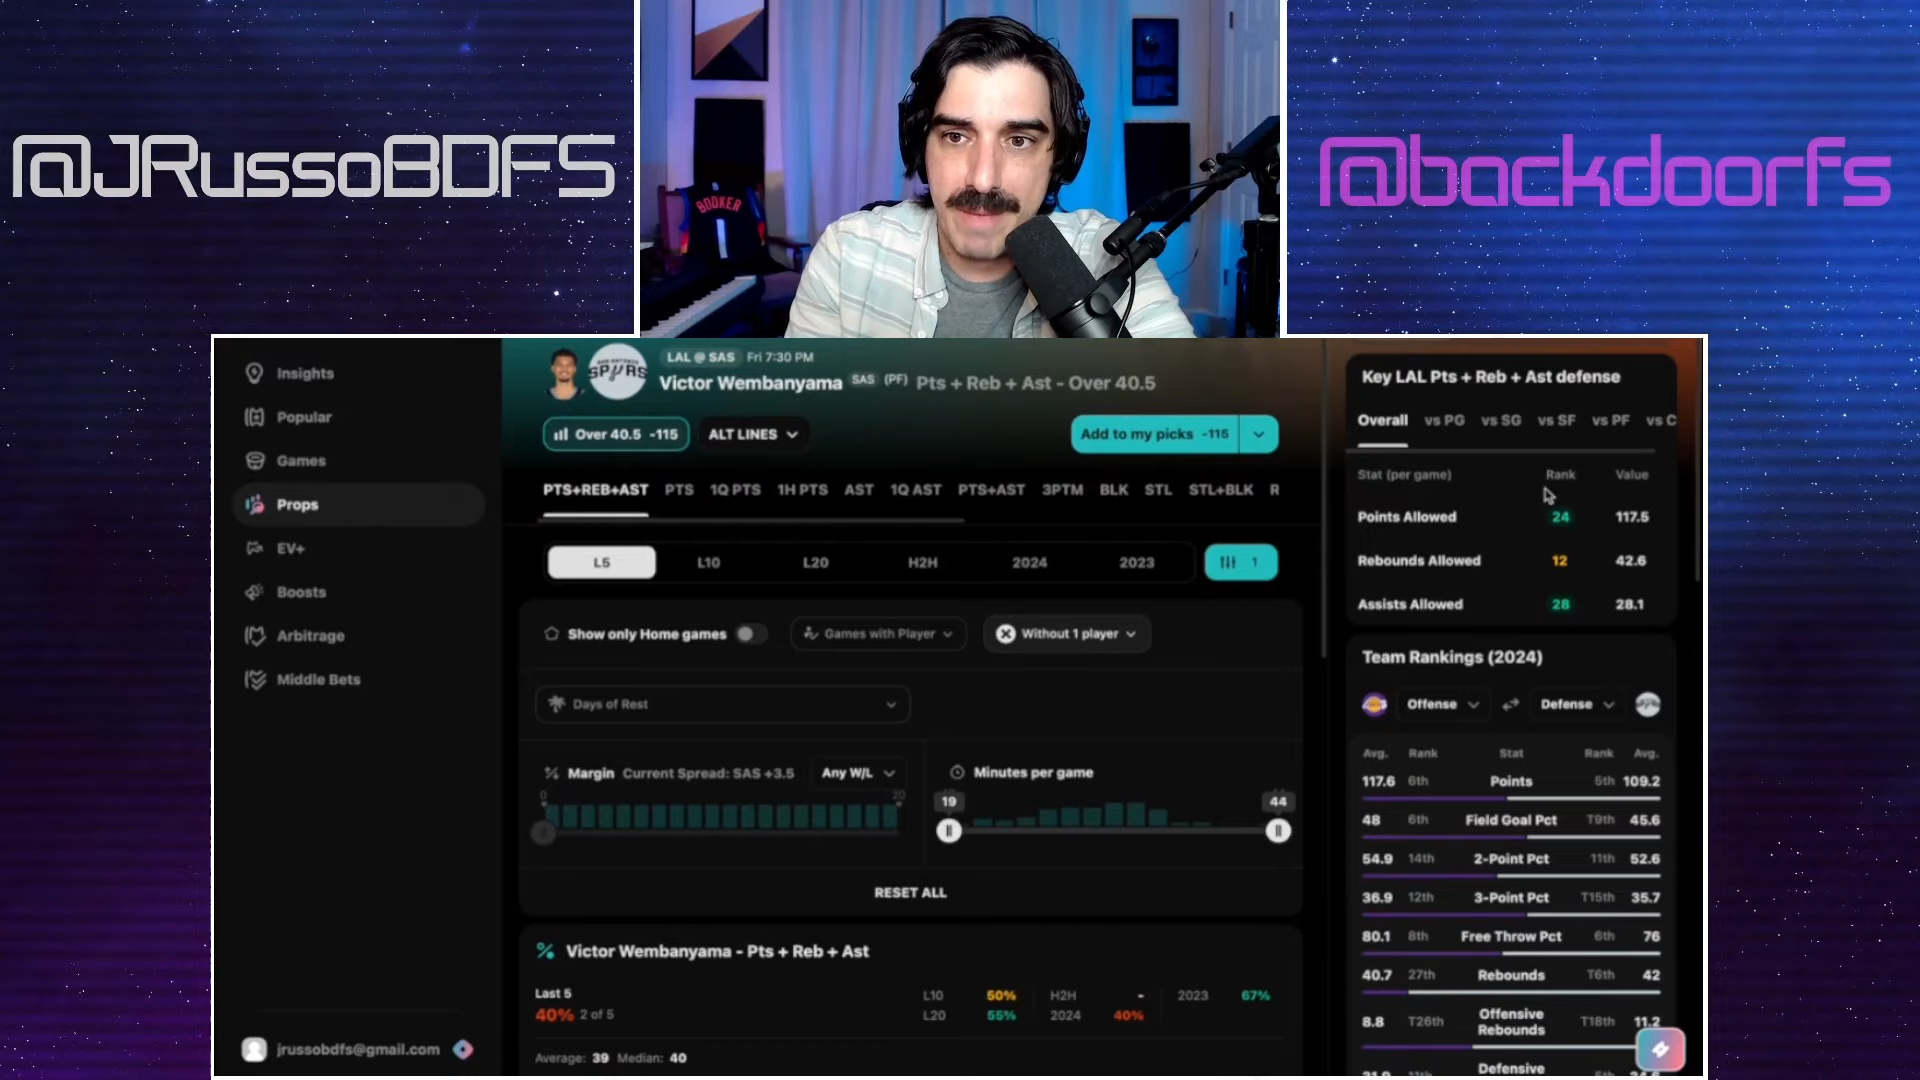 @JRussoBDFS
@backdoorfs
BOOKER
1
Insights
Popular
Games
Props
EV+
Boosts
Arbitrage
Middle Bets
jrussobdfs@gmail.com
SPURS
LAL @ SAS Fri 7:30 PM
Victor Wembanyama SAS (PF) Pts + Reb + Ast - Over 40.5
Over 40.5 -115 ALT LINES
Add to my picks -115
PTS+REB+AST PTS 1Q PTS 1H PTS AST 1Q AST PTS+AST 3PTM BLK STL STL+BLK R
L5 L10 L20 H2H 2024 2023 1
Show only Home games Games with Player Without 1 player
Days of Rest
Margin Current Spread: SAS +3.5 Any W/L
0 20
Minutes per game
19 44
RESET ALL
Victor Wembanyama - Pts + Reb + Ast
Last 5
40% 2 of 5
L10 50% H2H - 2023 67%
L20 55% 2024 40%
Average: 39 Median: 40
Key LAL Pts + Reb + Ast defense
Overall vs PG vs SG vs SF vs PF vs C
Stat (per game) Rank Value
Points Allowed 24 117.5
Rebounds Allowed 12 42.6
Assists Allowed 28 28.1
Team Rankings (2024)
Offense Defense
Avg. Rank Stat Rank Avg.
117.6 6th Points 5th 109.2
48 6th Field Goal Pct T9th 45.6
54.9 14th 2-Point Pct 11th 52.6
36.9 12th 3-Point Pct T15th 35.7
80.1 8th Free Throw Pct 6th 76
40.7 27th Rebounds T6th 42
8.8 T26th Offensive Rebounds T18th 11.2
Defensive